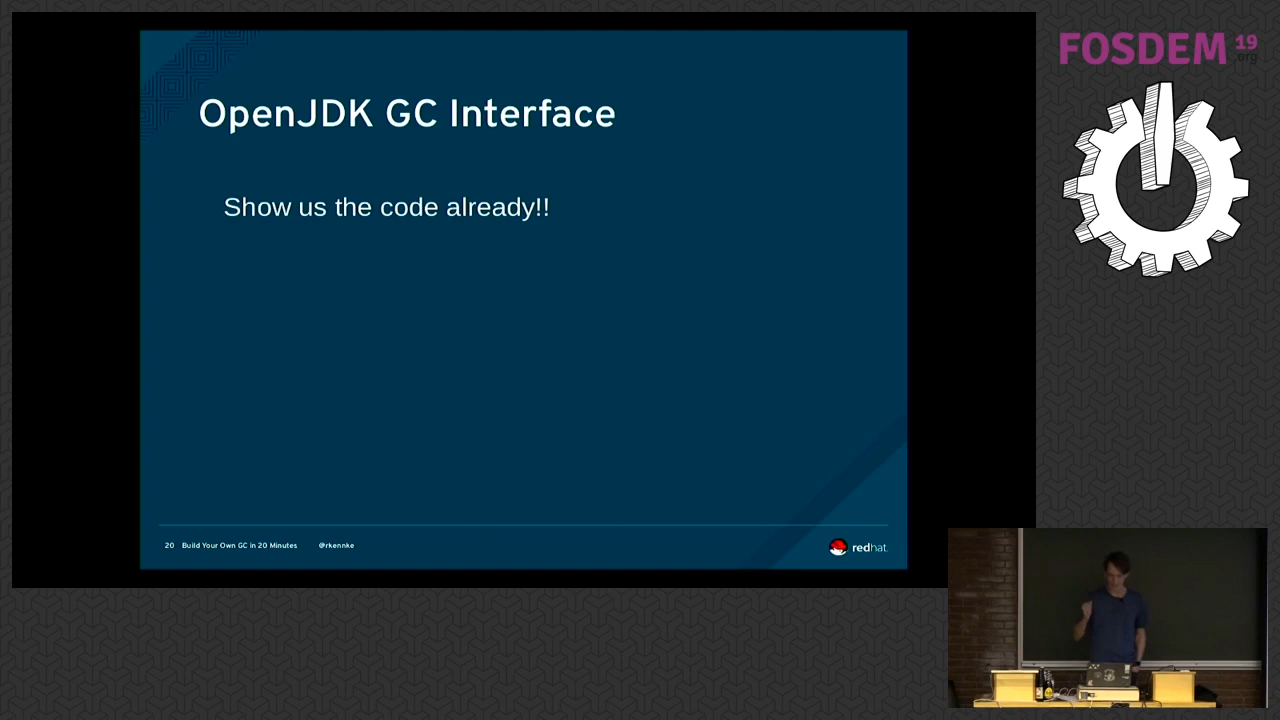 OpenJDK GC Interface
Show us the code already!!
20 Build Your Own GC in 20 Minutes @rkennke
redhat.
FOSDEM 19
.org